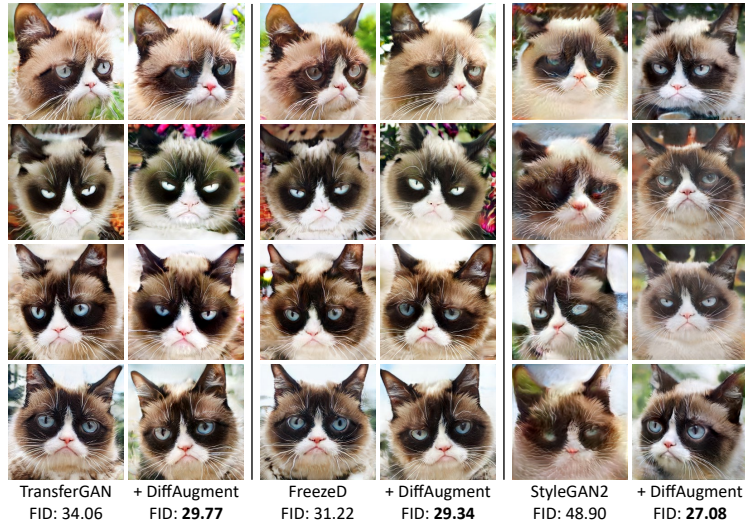 TransferGAN + DiffAugment FreezeD + DiffAugment StyleGAN2 + DiffAugment
FID: 34.06 FID: 29.77 FID: 31.22 FID: 29.34 FID: 48.90 FID: 27.08